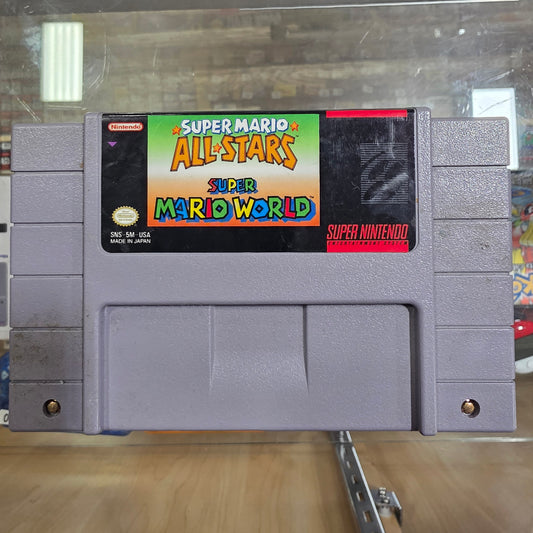 Nintendo
SUPER MARIO
ALL★STARS
SUPER
MARIO WORLD
SNS-5M-USA
MADE IN JAPAN
SUPER NINTENDO
ENTERTAINMENT SYSTEM